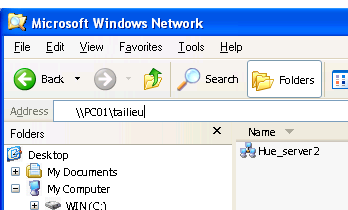 Microsoft Windows Network
File Edit View Favorites Tools Help
Back Search Folders
Address \\PC01\tailieu
Folders
Name
Desktop
Hue_server2
My Documents
My Computer
WIN (C:)